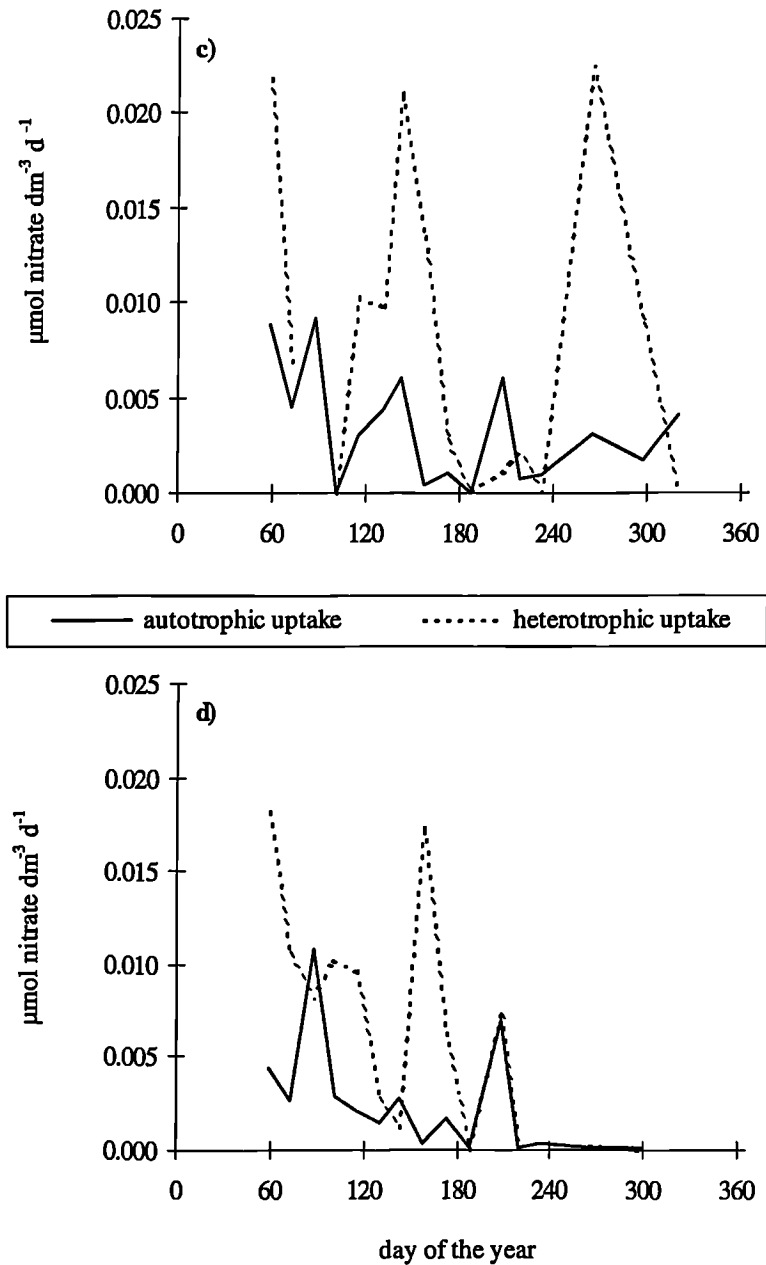 c)
µmol nitrate dm⁻³ d⁻¹
0.025
0.020
0.015
0.010
0.005
0.000
0 60 120 180 240 300 360
autotrophic uptake heterotrophic uptake
d)
µmol nitrate dm⁻³ d⁻¹
0.025
0.020
0.015
0.010
0.005
0.000
0 60 120 180 240 300 360
day of the year